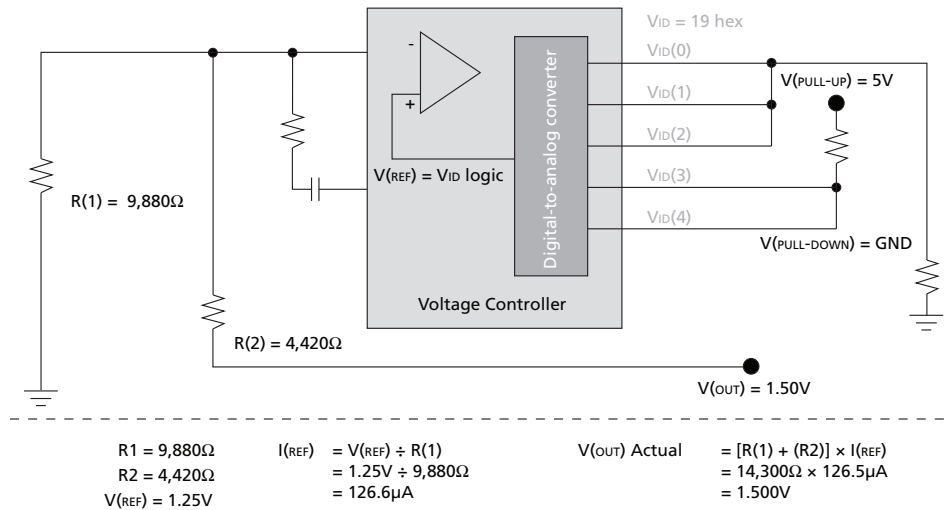 VID = 19 hex
VID(0)
V(PULL-UP) = 5V
-
VID(1)
+
VID(2)
V(REF) = VID logic
VID(3)
R(1) = 9,880Ω
VID(4)
Digital-to-analog converter
V(PULL-DOWN) = GND
Voltage Controller
R(2) = 4,420Ω
V(OUT) = 1.50V
R1 = 9,880Ω
R2 = 4,420Ω
V(REF) = 1.25V
I(REF) = V(REF) ÷ R(1)
= 1.25V ÷ 9,880Ω
= 126.6µA
V(OUT) Actual = [R(1) + (R2)] × I(REF)
= 14,300Ω × 126.5µA
= 1.500V